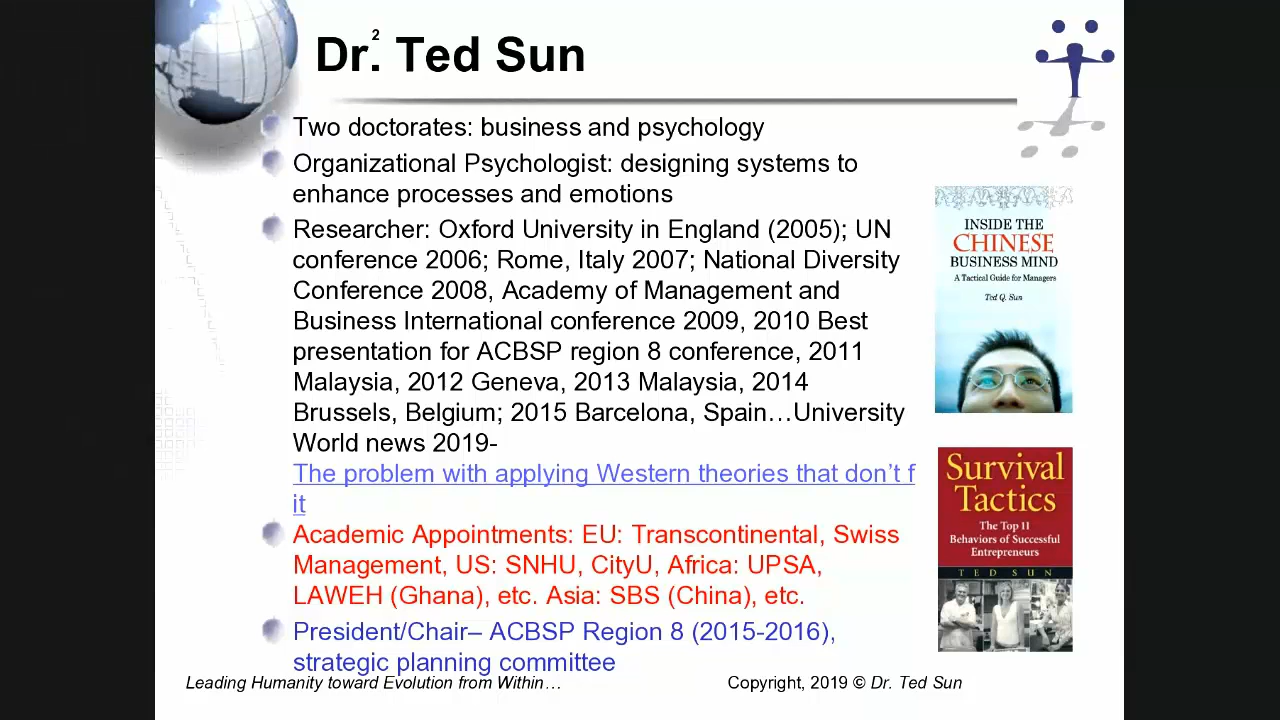 Dr.² Ted Sun
Two doctorates: business and psychology
Organizational Psychologist: designing systems to
enhance processes and emotions
Researcher: Oxford University in England (2005); UN
conference 2006; Rome, Italy 2007; National Diversity
Conference 2008, Academy of Management and
Business International conference 2009, 2010 Best
presentation for ACBSP region 8 conference, 2011
Malaysia, 2012 Geneva, 2013 Malaysia, 2014
Brussels, Belgium; 2015 Barcelona, Spain…University
World news 2019-
The problem with applying Western theories that don’t f
it
Academic Appointments: EU: Transcontinental, Swiss
Management, US: SNHU, CityU, Africa: UPSA,
LAWEH (Ghana), etc. Asia: SBS (China), etc.
President/Chair– ACBSP Region 8 (2015-2016),
strategic planning committee
INSIDE THE
CHINESE
BUSINESS MIND
A Tactical Guide for Managers
Ted Q. Sun
Survival
Tactics
The Top 11
Behaviors of Successful
Entrepreneurs
TED SUN
Leading Humanity toward Evolution from Within…
Copyright, 2019 © Dr. Ted Sun